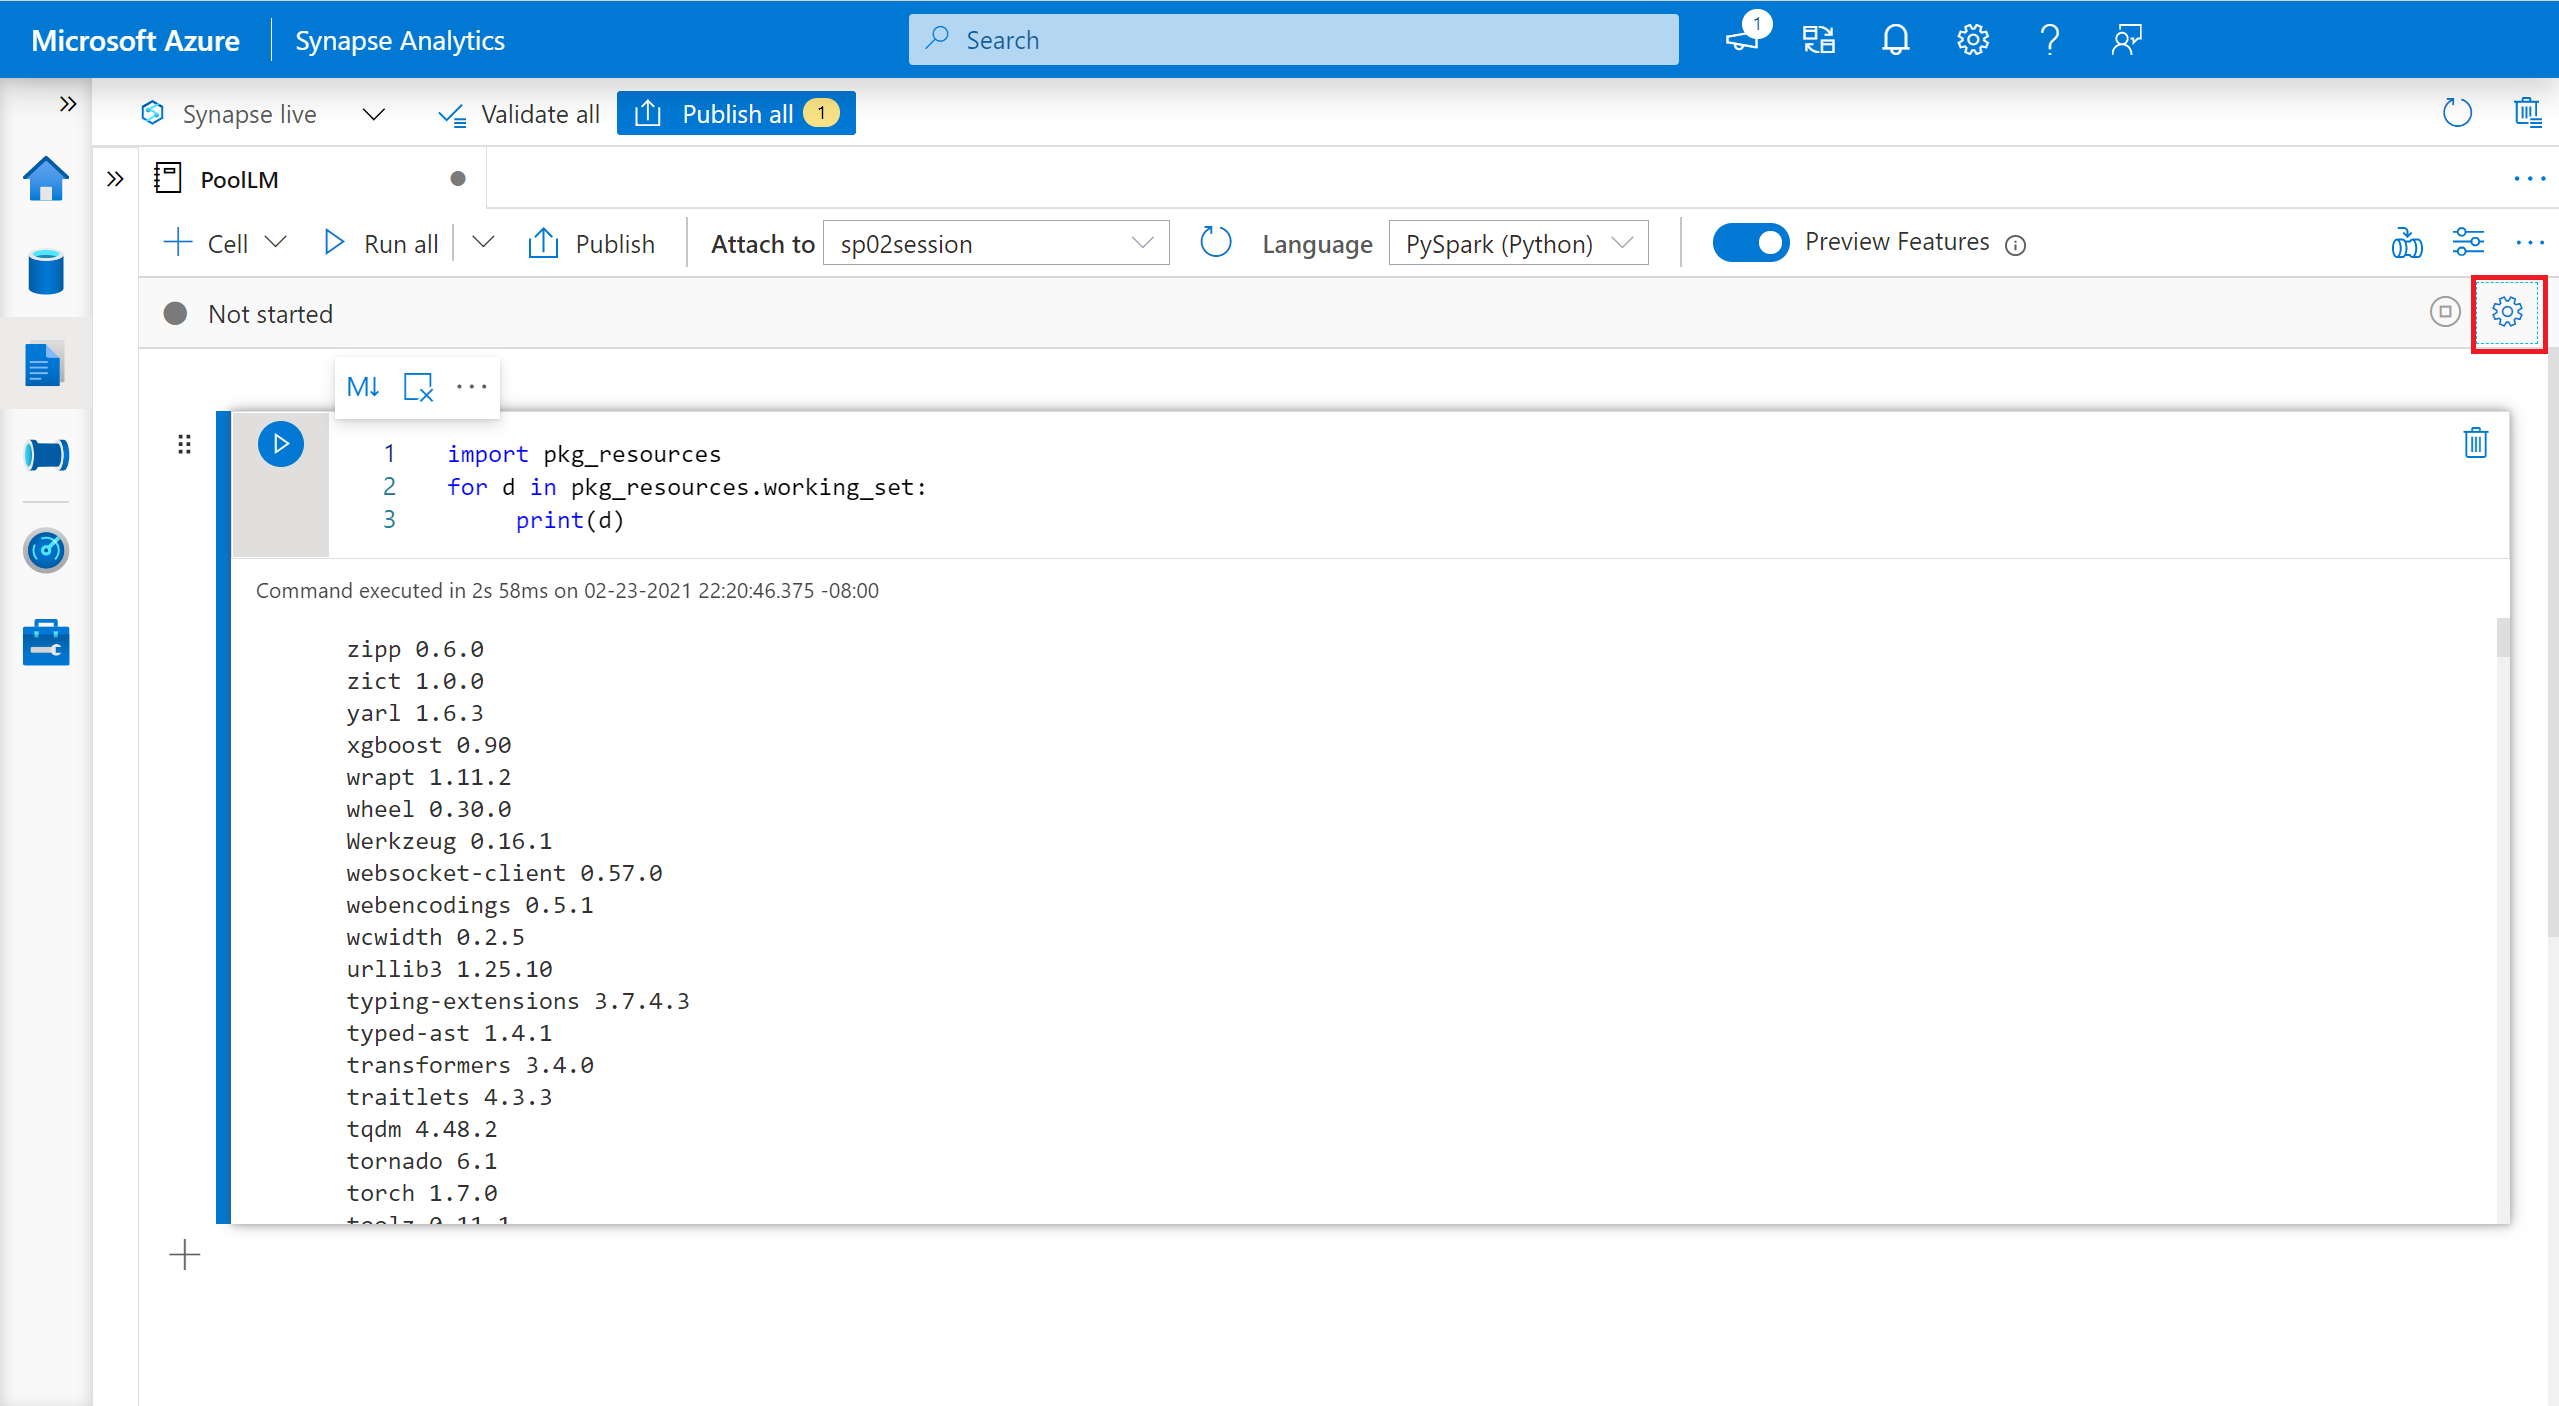 Microsoft Azure Synapse Analytics Search 1
Synapse live Validate all Publish all 1
PoolLM
Cell Run all Publish Attach to sp02session Language PySpark (Python) Preview Features
Not started
M↓
1 import pkg_resources
2 for d in pkg_resources.working_set:
3 print(d)
Command executed in 2s 58ms on 02-23-2021 22:20:46.375 -08:00
zipp 0.6.0
zict 1.0.0
yarl 1.6.3
xgboost 0.90
wrapt 1.11.2
wheel 0.30.0
Werkzeug 0.16.1
websocket-client 0.57.0
webencodings 0.5.1
wcwidth 0.2.5
urllib3 1.25.10
typing-extensions 3.7.4.3
typed-ast 1.4.1
transformers 3.4.0
traitlets 4.3.3
tqdm 4.48.2
tornado 6.1
torch 1.7.0
toolz 0.11.1